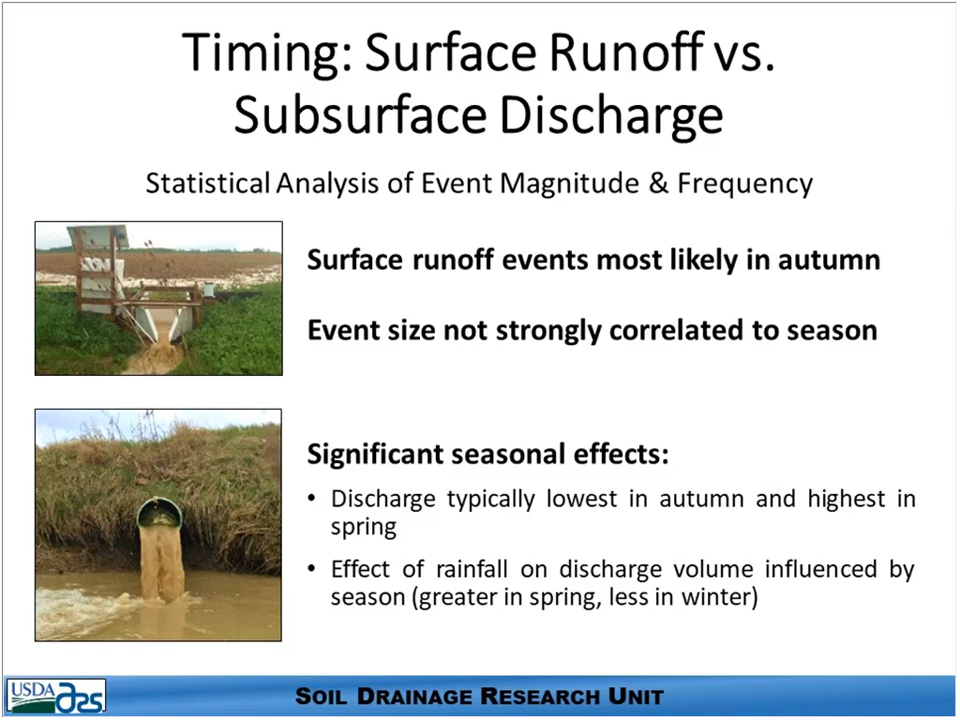 Timing: Surface Runoff vs.
Subsurface Discharge
Statistical Analysis of Event Magnitude & Frequency
Surface runoff events most likely in autumn
Event size not strongly correlated to season
Significant seasonal effects:
• Discharge typically lowest in autumn and highest in
spring
• Effect of rainfall on discharge volume influenced by
season (greater in spring, less in winter)
USDA ars
SOIL DRAINAGE RESEARCH UNIT